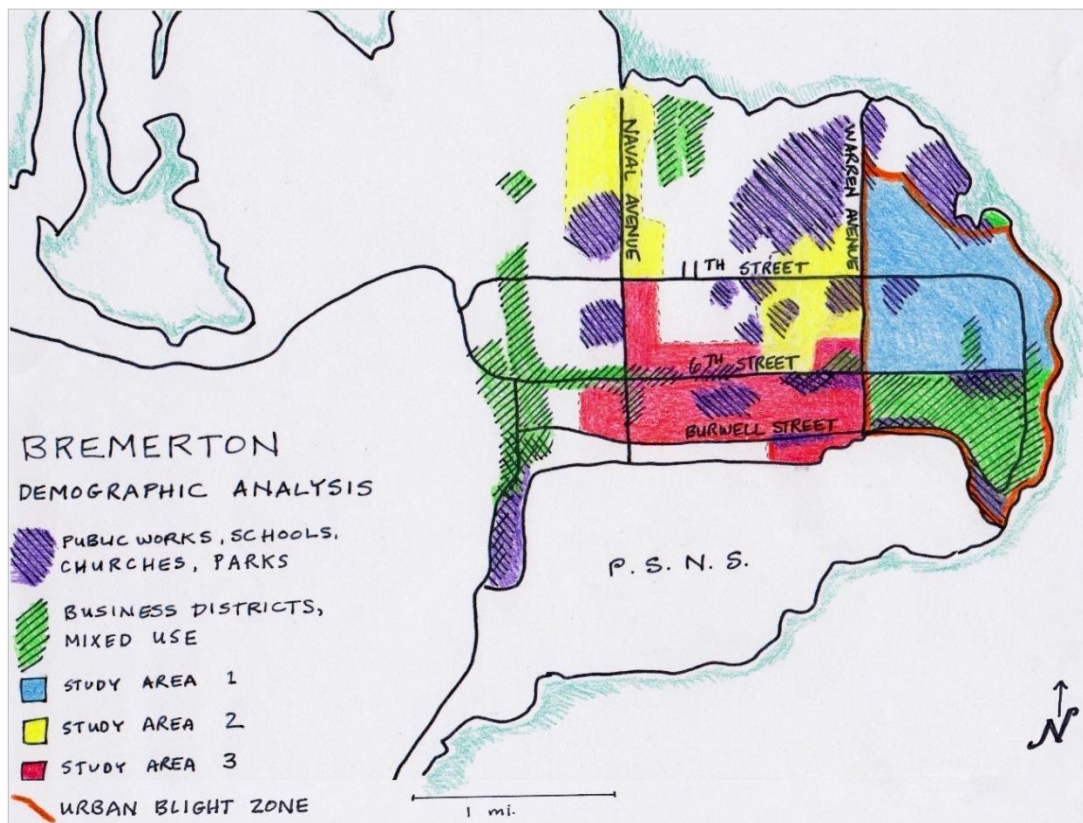 NAVAL AVENUE
WARREN AVENUE
11TH STREET
6TH STREET
BURWELL STREET
P. S. N. S.
BREMERTON
DEMOGRAPHIC ANALYSIS
PUBLIC WORKS, SCHOOLS,
CHURCHES, PARKS
BUSINESS DISTRICTS,
MIXED USE
STUDY AREA 1
STUDY AREA 2
STUDY AREA 3
URBAN BLIGHT ZONE
1 mi.
N